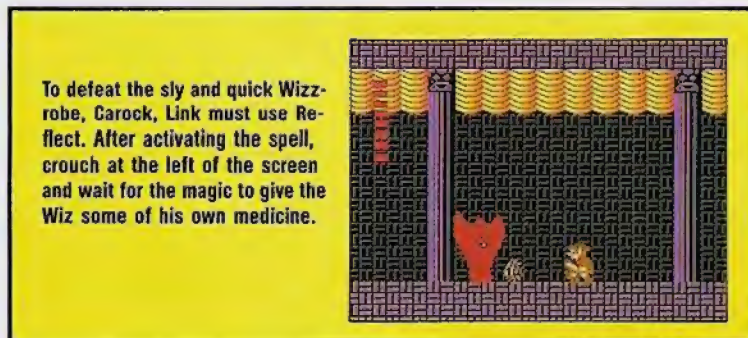 To defeat the sly and quick Wizz-
robe, Carock, Link must use Re-
flect. After activating the spell,
crouch at the left of the screen
and wait for the magic to give the
Wiz some of his own medicine.